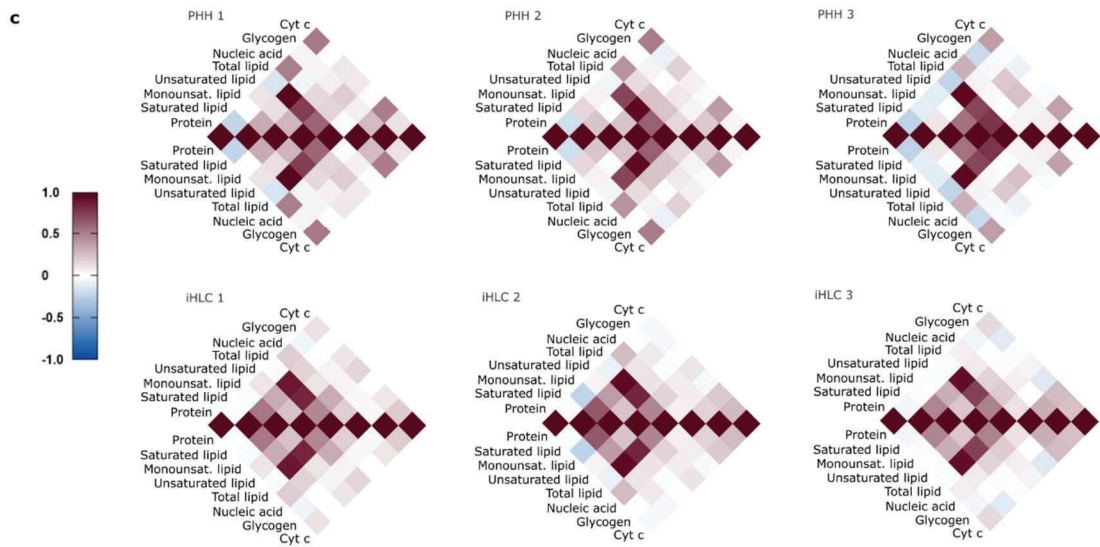 c
PHH 1
Cyt c
Glycogen
Nucleic acid
Total lipid
Unsaturated lipid
Monounsat. lipid
Saturated lipid
Protein
Protein
Saturated lipid
Monounsat. lipid
Unsaturated lipid
Total lipid
Nucleic acid
Glycogen
Cyt c
PHH 2
Cyt c
Glycogen
Nucleic acid
Total lipid
Unsaturated lipid
Monounsat. lipid
Saturated lipid
Protein
Protein
Saturated lipid
Monounsat. lipid
Unsaturated lipid
Total lipid
Nucleic acid
Glycogen
Cyt c
PHH 3
Cyt c
Glycogen
Nucleic acid
Total lipid
Unsaturated lipid
Monounsat. lipid
Saturated lipid
Protein
Protein
Saturated lipid
Monounsat. lipid
Unsaturated lipid
Total lipid
Nucleic acid
Glycogen
Cyt c
1.0
0.5
0
-0.5
-1.0
iHLC 1
Cyt c
Glycogen
Nucleic acid
Total lipid
Unsaturated lipid
Monounsat. lipid
Saturated lipid
Protein
Protein
Saturated lipid
Monounsat. lipid
Unsaturated lipid
Total lipid
Nucleic acid
Glycogen
Cyt c
iHLC 2
Cyt c
Glycogen
Nucleic acid
Total lipid
Unsaturated lipid
Monounsat. lipid
Saturated lipid
Protein
Protein
Saturated lipid
Monounsat. lipid
Unsaturated lipid
Total lipid
Nucleic acid
Glycogen
Cyt c
iHLC 3
Cyt c
Glycogen
Nucleic acid
Total lipid
Unsaturated lipid
Monounsat. lipid
Saturated lipid
Protein
Protein
Saturated lipid
Monounsat. lipid
Unsaturated lipid
Total lipid
Nucleic acid
Glycogen
Cyt c